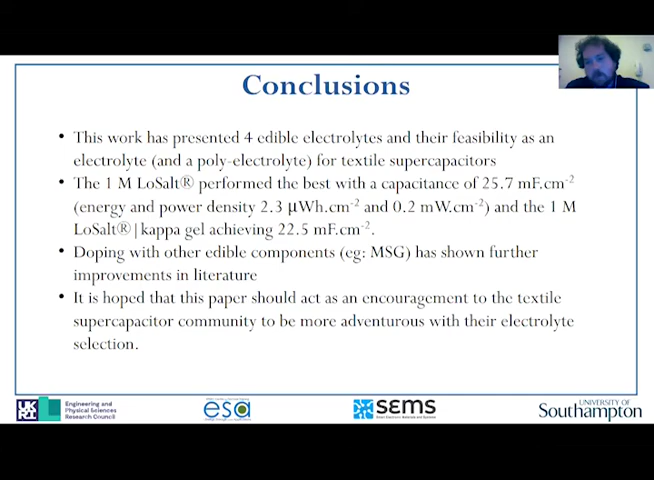 Conclusions
• This work has presented 4 edible electrolytes and their feasibility as an
electrolyte (and a poly-electrolyte) for textile supercapacitors
• The 1 M LoSalt® performed the best with a capacitance of 25.7 mF.cm⁻²
(energy and power density 2.3 µWh.cm⁻² and 0.2 mW.cm⁻²) and the 1 M
LoSalt®|kappa gel achieving 22.5 mF.cm⁻².
• Doping with other edible components (eg: MSG) has shown further
improvements in literature
• It is hoped that this paper should act as an encouragement to the textile
supercapacitor community to be more adventurous with their electrolyte
selection.
UKRI
Engineering and
Physical Sciences
Research Council
esa
SEMS
UNIVERSITY OF
Southampton